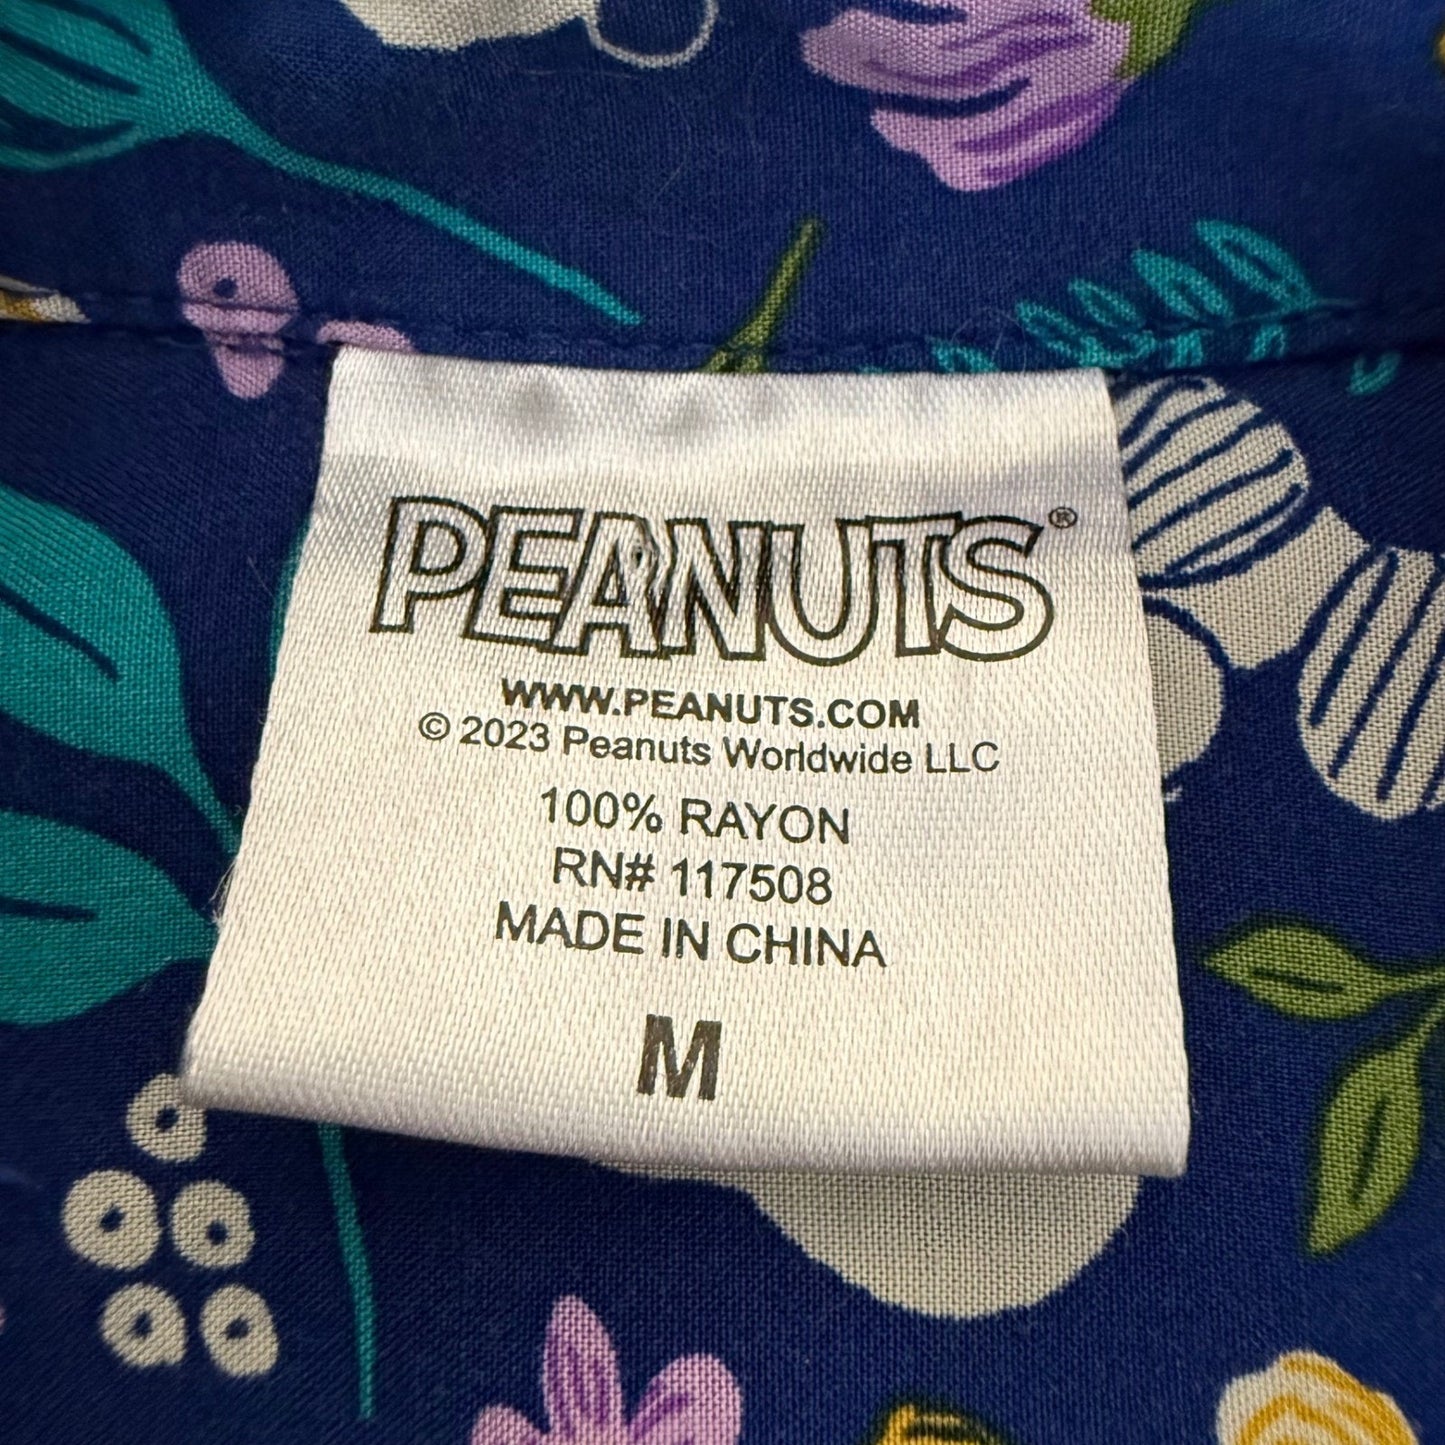 PEANUTS®
WWW.PEANUTS.COM
© 2023 Peanuts Worldwide LLC
100% RAYON
RN# 117508
MADE IN CHINA
M